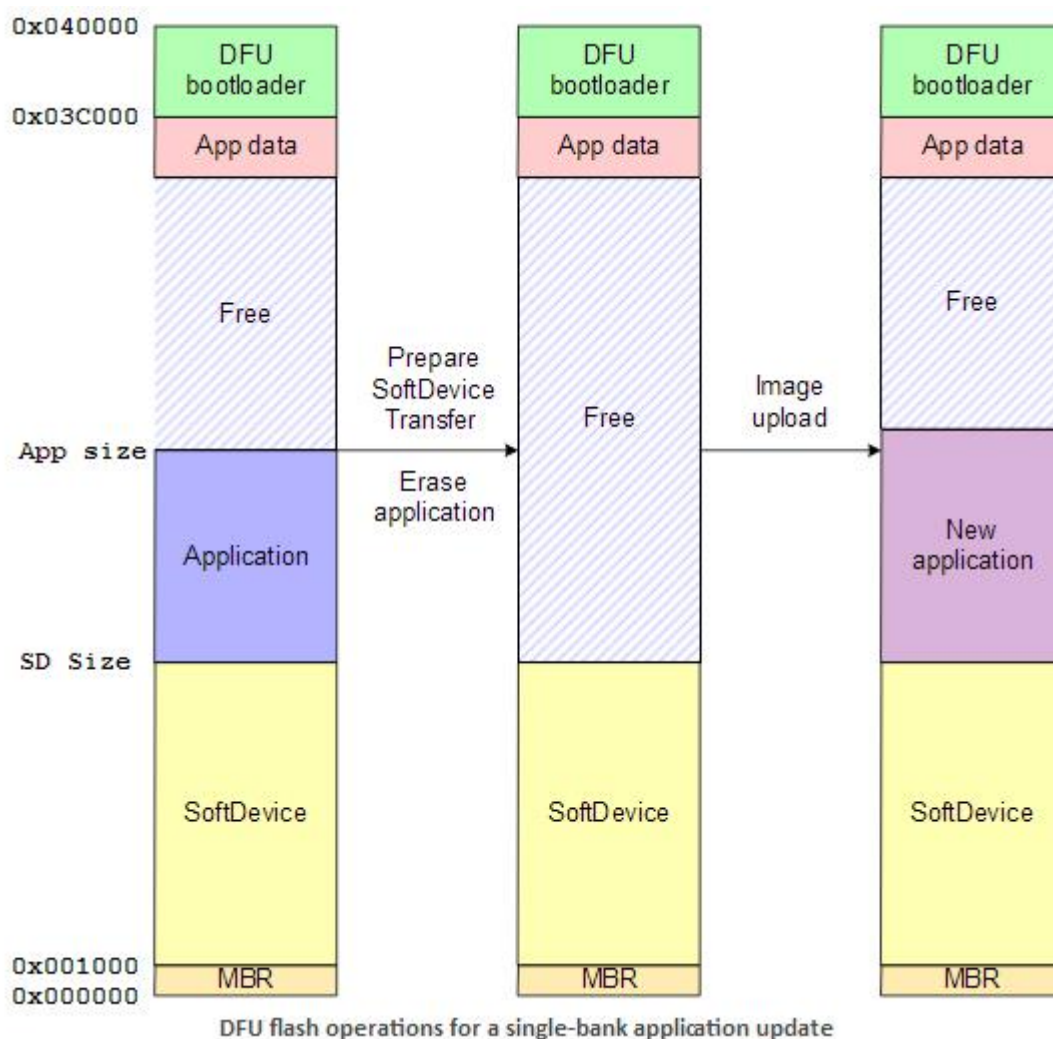 0x040000
DFU
bootloader
DFU
bootloader
DFU
bootloader
0x03C000
App data
App data
App data
Free
Prepare
SoftDevice
Transfer
Free
Image
upload
Free
App size
Erase
application
Application
New
application
SD Size
SoftDevice
SoftDevice
SoftDevice
0x001000
MBR
MBR
MBR
0x000000
DFU flash operations for a single-bank application update